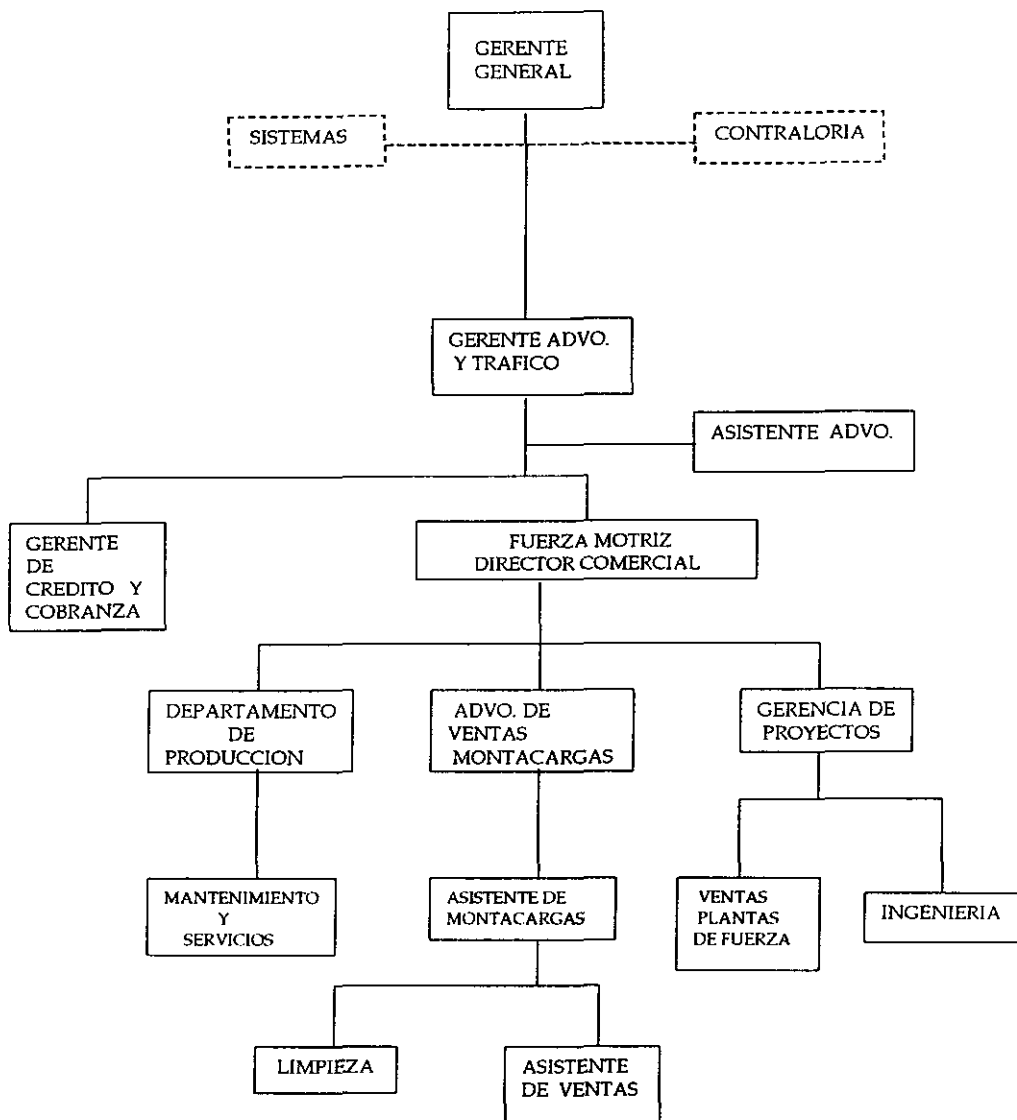 GERENTE
GENERAL
SISTEMAS
CONTRALORIA
GERENTE ADVO.
Y TRAFICO
ASISTENTE ADVO.
GERENTE
DE
CREDITO Y
COBRANZA
FUERZA MOTRIZ
DIRECTOR COMERCIAL
DEPARTAMENTO
DE
PRODUCCION
ADVO. DE
VENTAS
MONTACARGAS
GERENCIA DE
PROYECTOS
MANTENIMIENTO
Y
SERVICIOS
ASISTENTE DE
MONTACARGAS
VENTAS
PLANTAS
DE FUERZA
INGENIERIA
LIMPIEZA
ASISTENTE
DE VENTAS